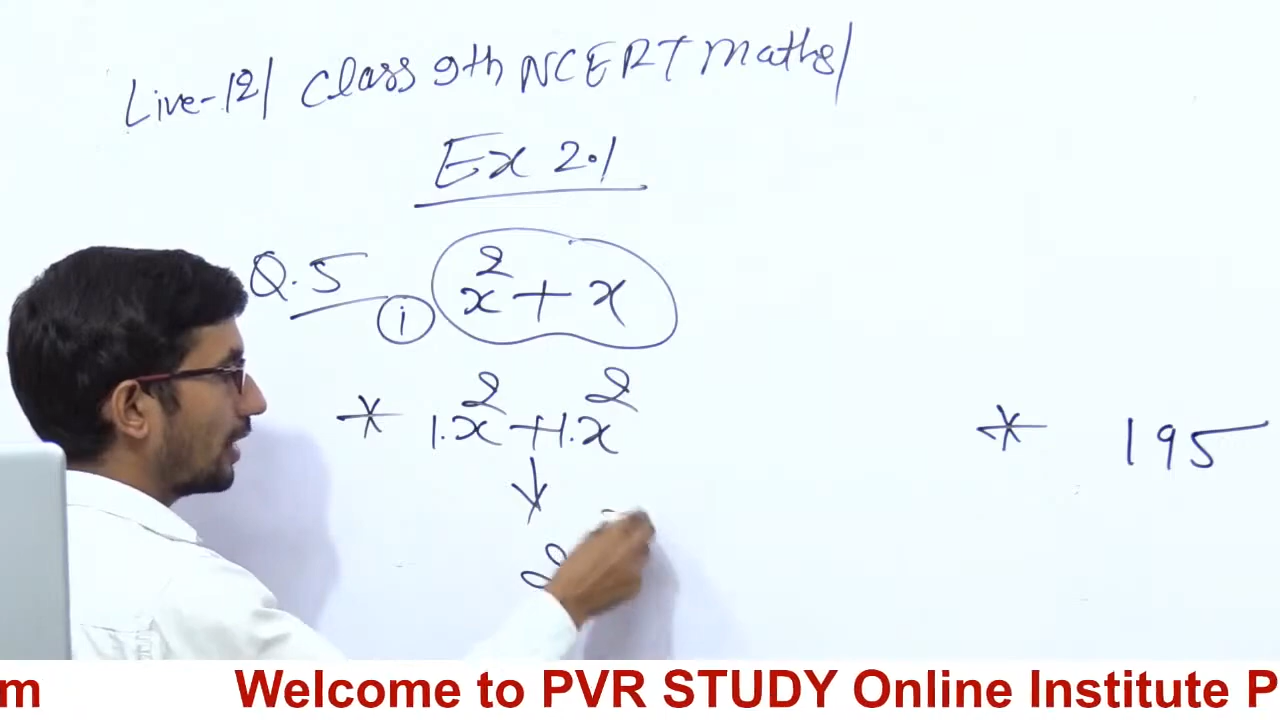 Live-12/ Class 9th NCERT Maths/
Ex 2.1
Q.5
i x² + x
* 1.x² + 1.x²
* 195
↓
2
m Welcome to PVR STUDY Online Institute P